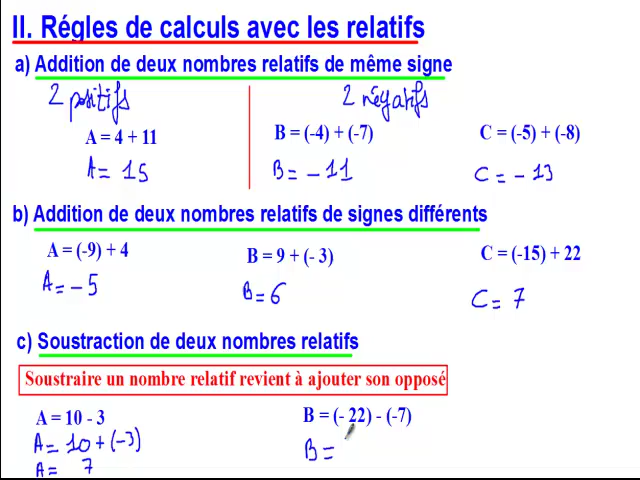 II. Régles de calculs avec les relatifs
a) Addition de deux nombres relatifs de même signe
2 positifs 2 négatifs
A = 4 + 11 B = (-4) + (-7) C = (-5) + (-8)
A = 15 B = - 11 C = - 13
b) Addition de deux nombres relatifs de signes différents
A = (-9) + 4 B = 9 + (- 3) C = (-15) + 22
A = - 5 B = 6 C = 7
c) Soustraction de deux nombres relatifs
Soustraire un nombre relatif revient à ajouter son opposé
A = 10 - 3 B = (- 22) - (-7)
A = 10 + (-3) B =
A = 7